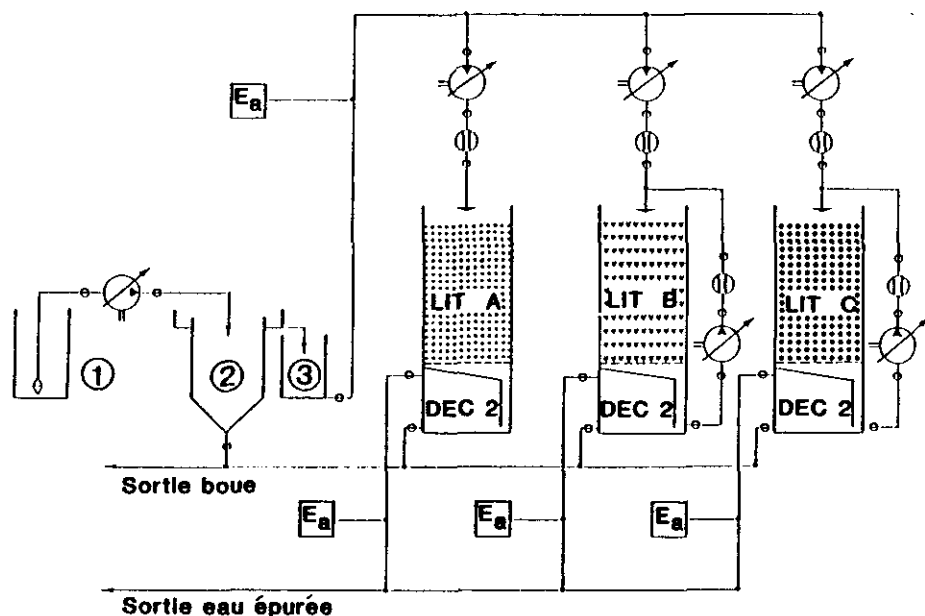 Ea
LIT A
LIT B
LIT C
1
2
3
DEC 2
DEC 2
DEC 2
Sortie boue
Ea
Ea
Ea
Sortie eau épurée